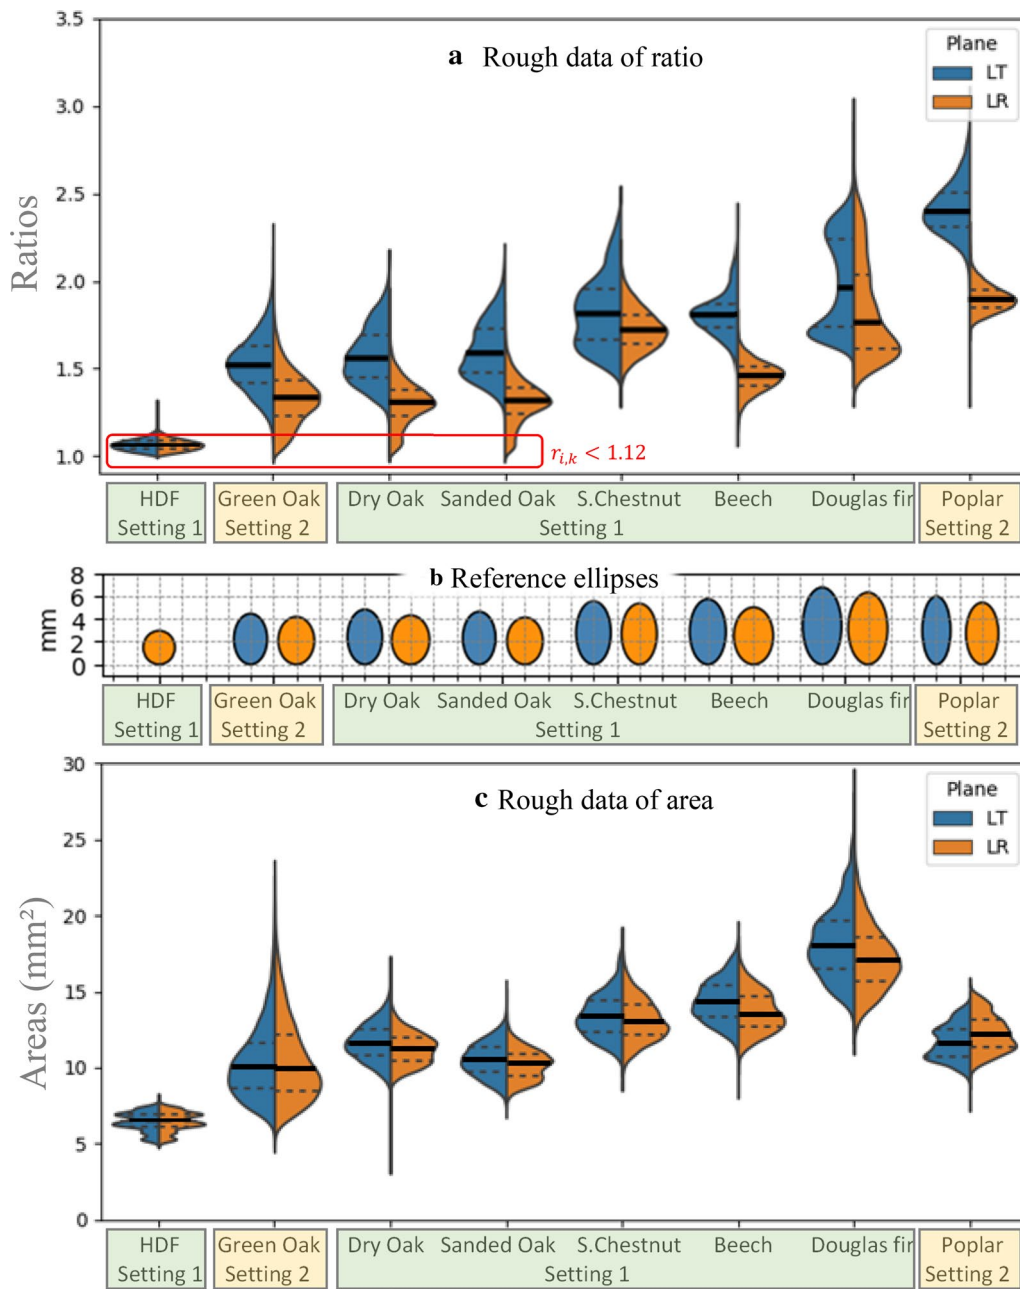 a Rough data of ratio
Plane
LT
LR
Ratios
3.5
3.0
2.5
2.0
1.5
1.0
r_{i,k} < 1.12
HDF Green Oak Dry Oak Sanded Oak S.Chestnut Beech Douglas fir Poplar
Setting 1 Setting 2 Setting 1 Setting 2
b Reference ellipses
mm
8
6
4
2
0
HDF Green Oak Dry Oak Sanded Oak S.Chestnut Beech Douglas fir Poplar
Setting 1 Setting 2 Setting 1 Setting 2
c Rough data of area
Plane
LT
LR
Areas (mm²)
30
25
20
15
10
5
0
HDF Green Oak Dry Oak Sanded Oak S.Chestnut Beech Douglas fir Poplar
Setting 1 Setting 2 Setting 1 Setting 2